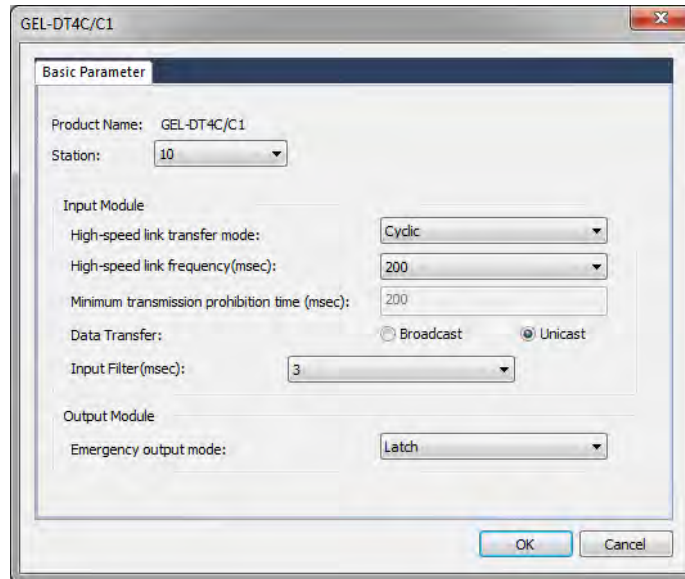 GEL-DT4C/C1
Basic Parameter
Product Name: GEL-DT4C/C1
Station: 10
Input Module
High-speed link transfer mode: Cyclic
High-speed link frequency(msec): 200
Minimum transmission prohibition time (msec): 200
Data Transfer: Broadcast Unicast
Input Filter(msec): 3
Output Module
Emergency output mode: Latch
OK Cancel